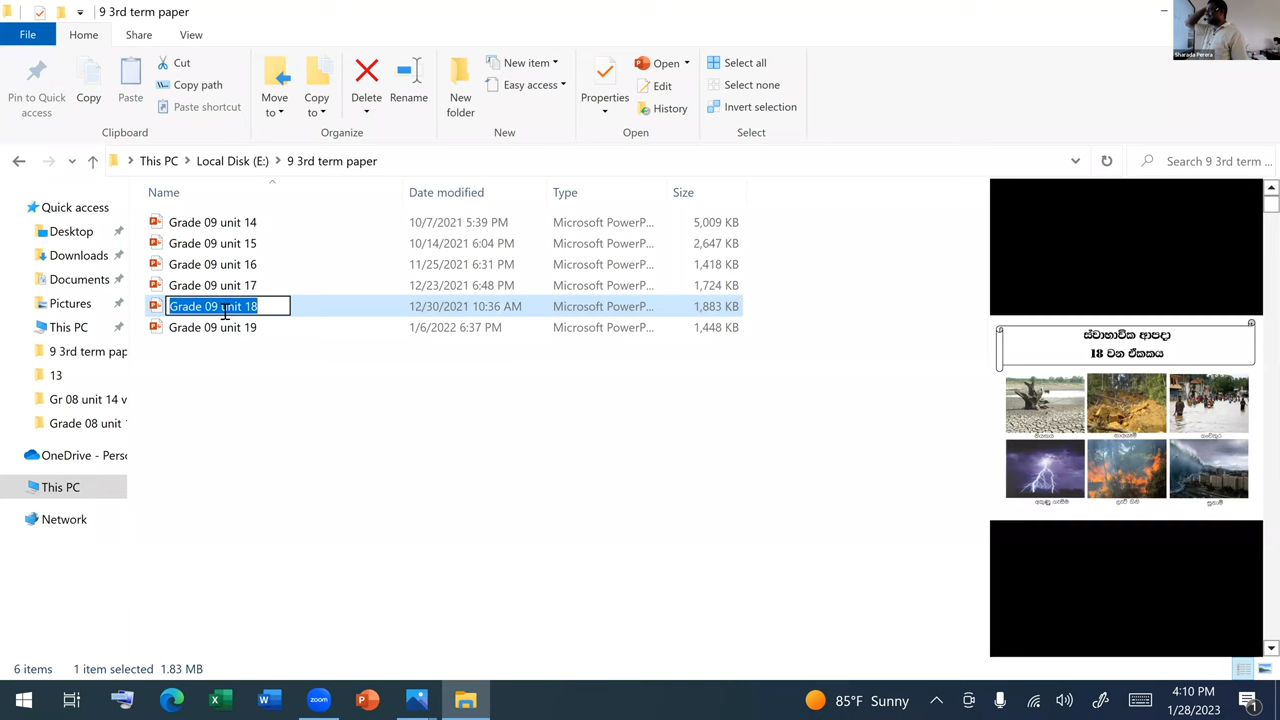 9 3rd term paper
File Home Share View
Pin to Quick access
Copy
Paste
Cut
Copy path
Paste shortcut
Clipboard
Move to
Copy to
Delete
Rename
Organize
New folder
New item
Easy access
New
Properties
Open
Edit
History
Open
Select all
Select none
Invert selection
Select
Sharada Perera
This PC Local Disk (E:) 9 3rd term paper
Search 9 3rd term ...
Name Date modified Type Size
Grade 09 unit 14 10/7/2021 5:39 PM Microsoft PowerP... 5,009 KB
Grade 09 unit 15 10/14/2021 6:04 PM Microsoft PowerP... 2,647 KB
Grade 09 unit 16 11/25/2021 6:31 PM Microsoft PowerP... 1,418 KB
Grade 09 unit 17 12/23/2021 6:48 PM Microsoft PowerP... 1,724 KB
Grade 09 unit 18 12/30/2021 10:36 AM Microsoft PowerP... 1,883 KB
Grade 09 unit 19 1/6/2022 6:37 PM Microsoft PowerP... 1,448 KB
Quick access
Desktop
Downloads
Documents
Pictures
This PC
9 3rd term pap
13
Gr 08 unit 14 v
Grade 08 unit
OneDrive - Perso
This PC
Network
ස්වාභාවික ආපදා
18 වන ඒකකය
නියඟය නායයාම් ගංවතුර
අකුණු ගැසීම ලැව් ගිනි සුනාමි
6 items 1 item selected 1.83 MB
zoom
85°F Sunny
4:10 PM
1/28/2023
1